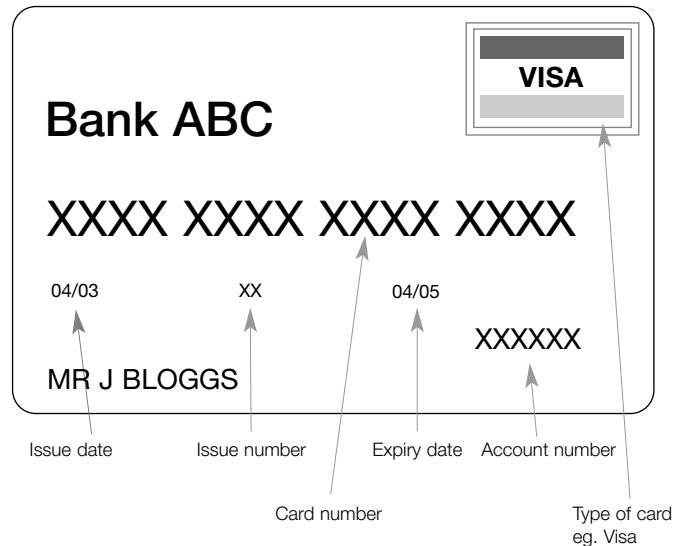 VISA
Bank ABC
XXXX XXXX XXXX XXXX
04/03 XX 04/05
XXXXXX
MR J BLOGGS
Issue date Issue number Expiry date Account number
Card number Type of card
eg. Visa